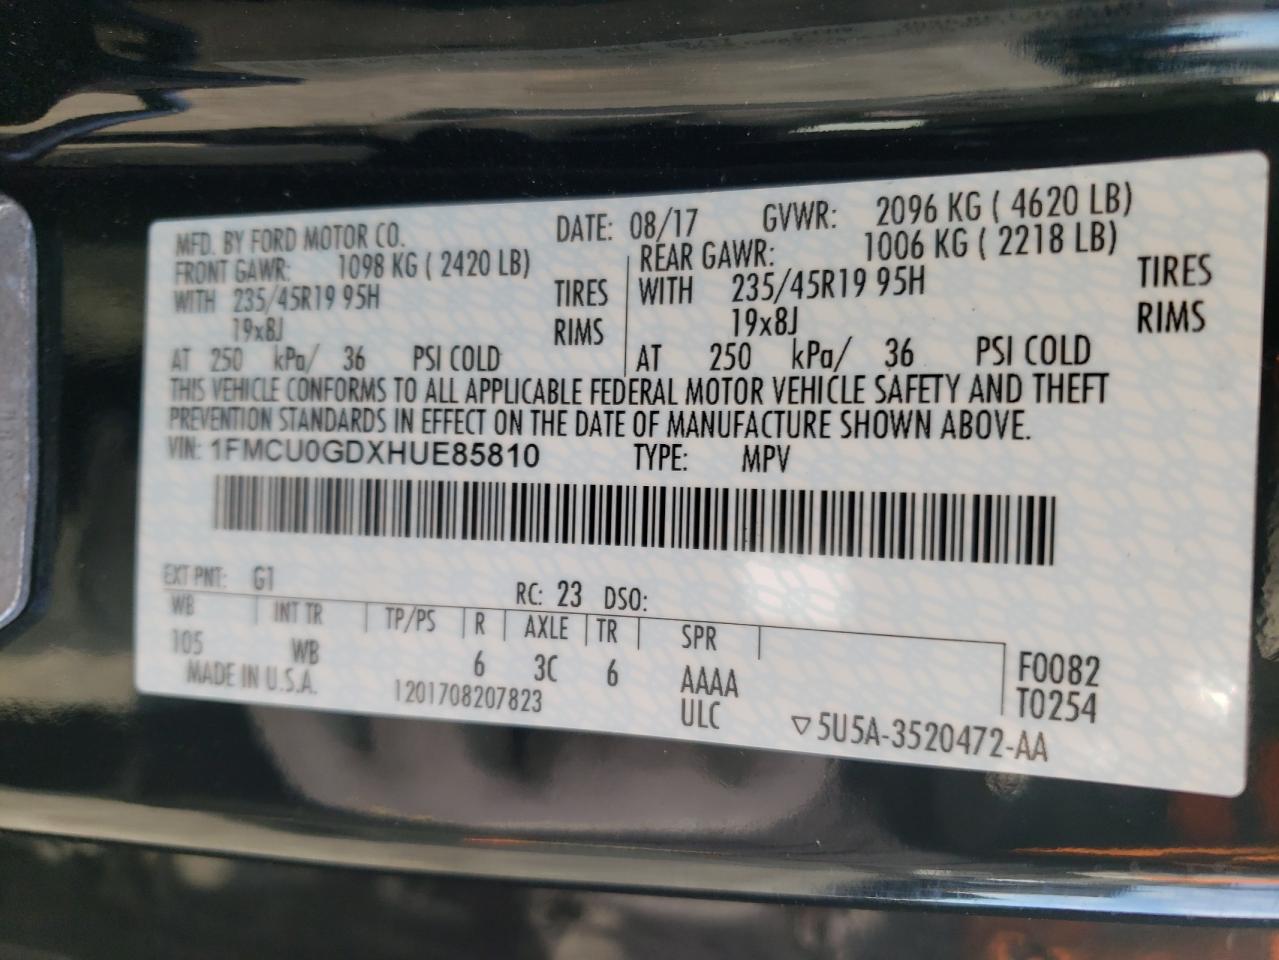 MFD. BY FORD MOTOR CO. DATE: 08/17 GVWR: 2096 KG ( 4620 LB)
FRONT GAWR: 1098 KG ( 2420 LB) REAR GAWR: 1006 KG ( 2218 LB)
WITH 235/45R19 95H TIRES WITH 235/45R19 95H TIRES
19x8J RIMS 19x8J RIMS
AT 250 kPa/ 36 PSI COLD AT 250 kPa/ 36 PSI COLD
THIS VEHICLE CONFORMS TO ALL APPLICABLE FEDERAL MOTOR VEHICLE SAFETY AND THEFT
PREVENTION STANDARDS IN EFFECT ON THE DATE OF MANUFACTURE SHOWN ABOVE.
VIN: 1FMCU0GDXHUE85810 TYPE: MPV
EXT PNT: G1 RC: 23 DSO:
WB INT TR TP/PS R AXLE TR SPR
105 WB 6 3C 6 AAAA F0082
MADE IN U.S.A. 1201708207823 ULC T0254
▽5U5A-3520472-AA